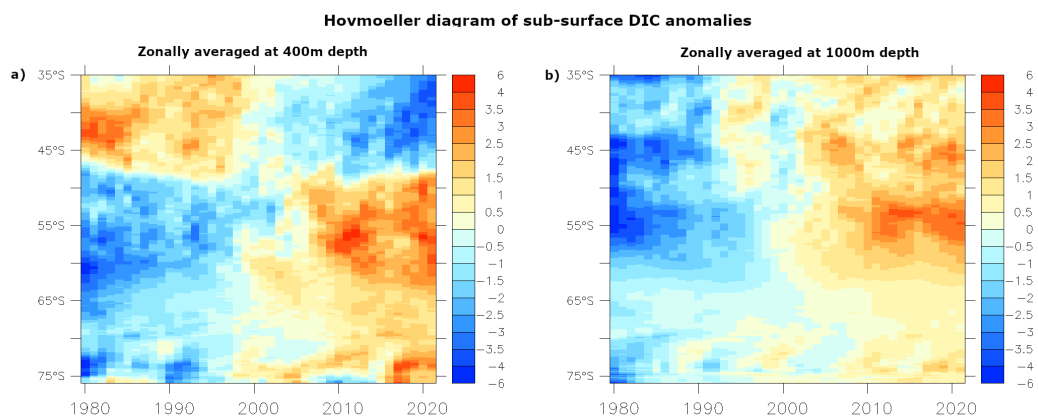 Hovmoeller diagram of sub-surface DIC anomalies
Zonally averaged at 400m depth
a)
35°S
45°S
55°S
65°S
75°S
1980 1990 2000 2010 2020
6
4
3.5
3
2.5
2
1.5
1
0.5
0
−0.5
−1
−1.5
−2
−2.5
−3
−3.5
−4
−6
Zonally averaged at 1000m depth
b)
35°S
45°S
55°S
65°S
75°S
1980 1990 2000 2010 2020
6
4
3.5
3
2.5
2
1.5
1
0.5
0
−0.5
−1
−1.5
−2
−2.5
−3
−3.5
−4
−6